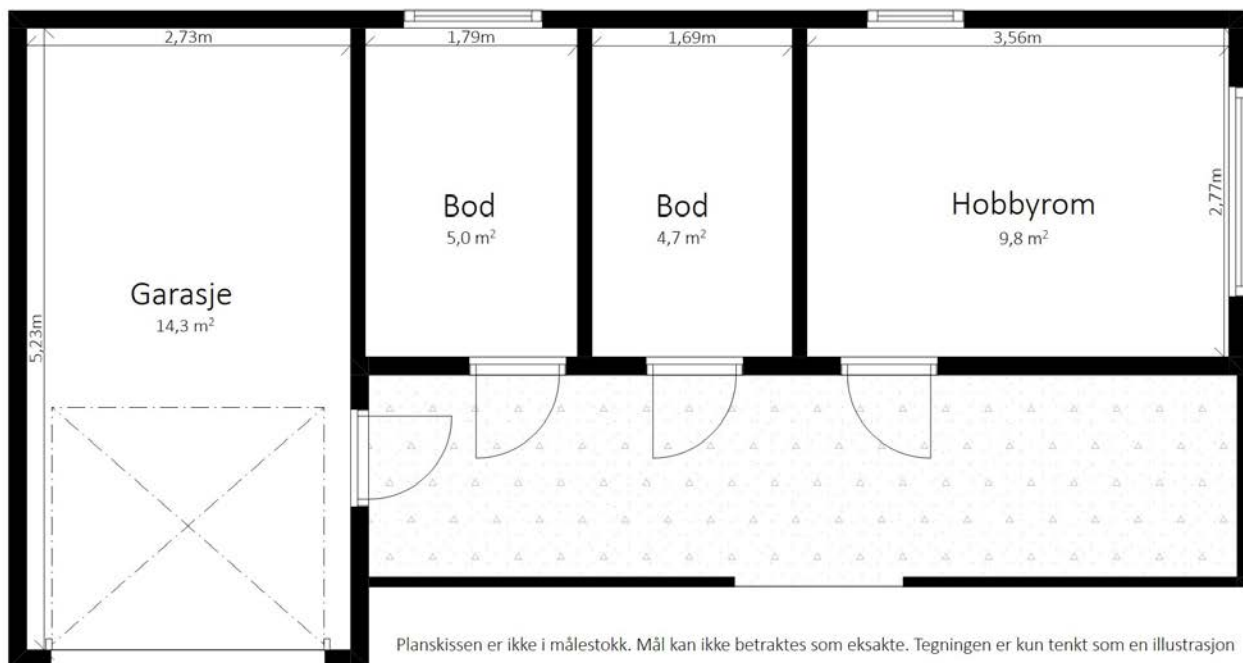 2,73m
1,79m
1,69m
3,56m
2,77m
Bod
5,0 m²
Bod
4,7 m²
Hobbyrom
9,8 m²
Garasje
14,3 m²
5,23m
Planskissen er ikke i målestokk. Mål kan ikke betraktes som eksakte. Tegningen er kun tenkt som en illustrasjon